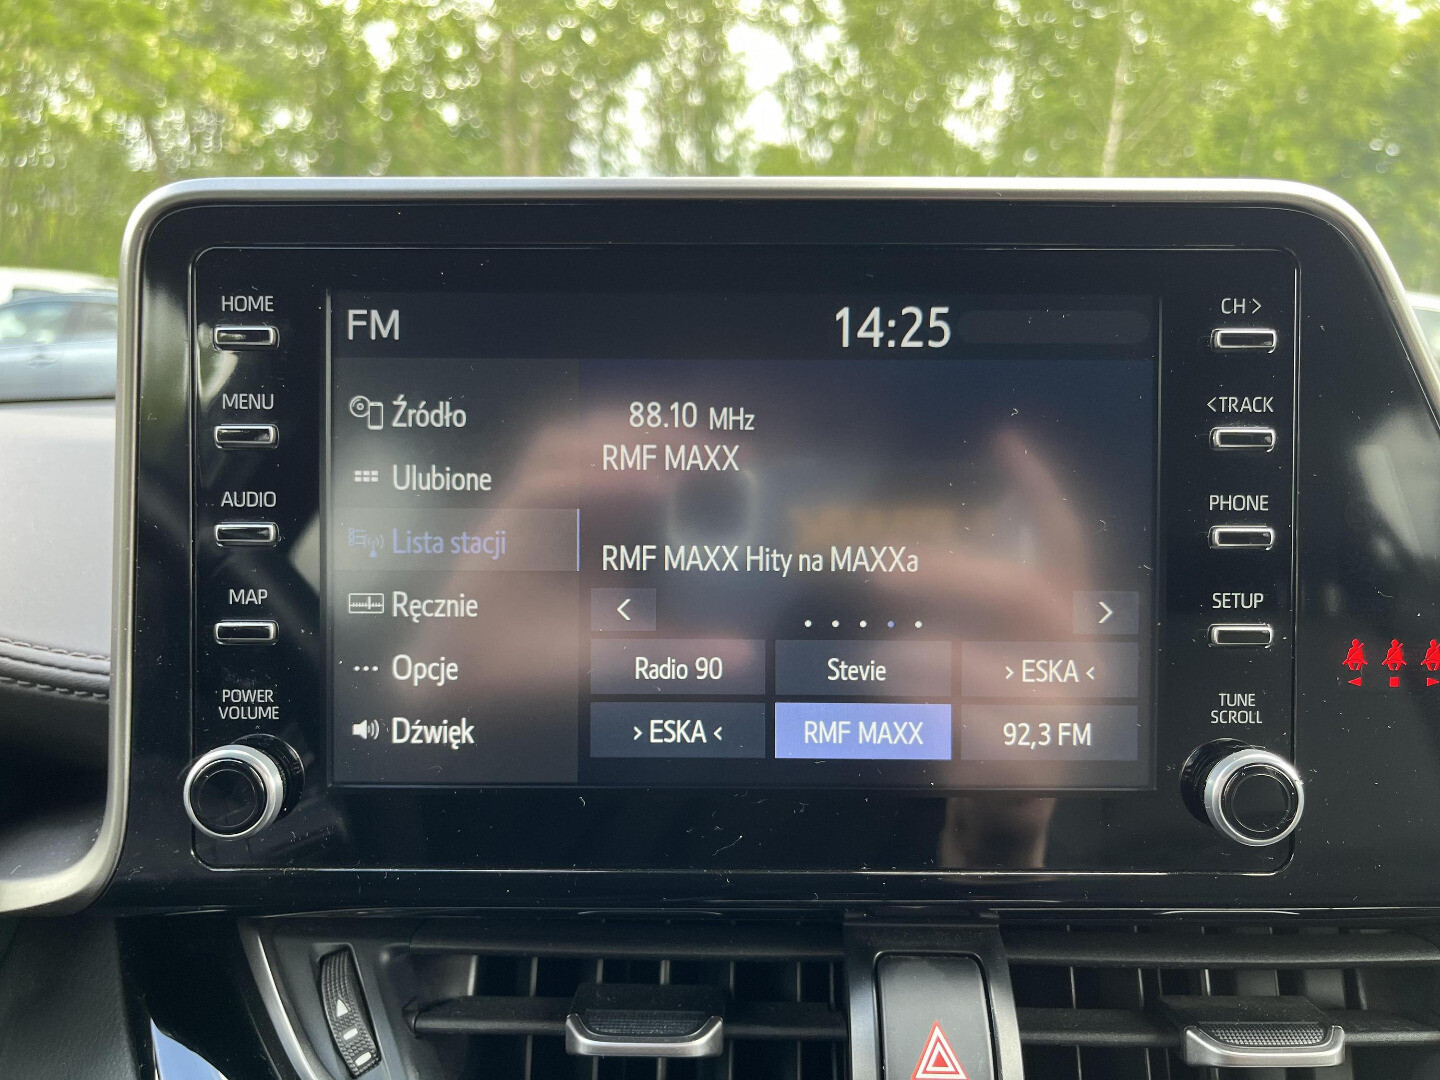 HOME
MENU
AUDIO
MAP
POWER
VOLUME
FM
14:25
Źródło
Ulubione
Lista stacji
Ręcznie
Opcje
Dźwięk
88.10 MHz
RMF MAXX
RMF MAXX Hity na MAXXa
Radio 90
Stevie
› ESKA ‹
› ESKA ‹
RMF MAXX
92,3 FM
CH >
<TRACK
PHONE
SETUP
TUNE
SCROLL